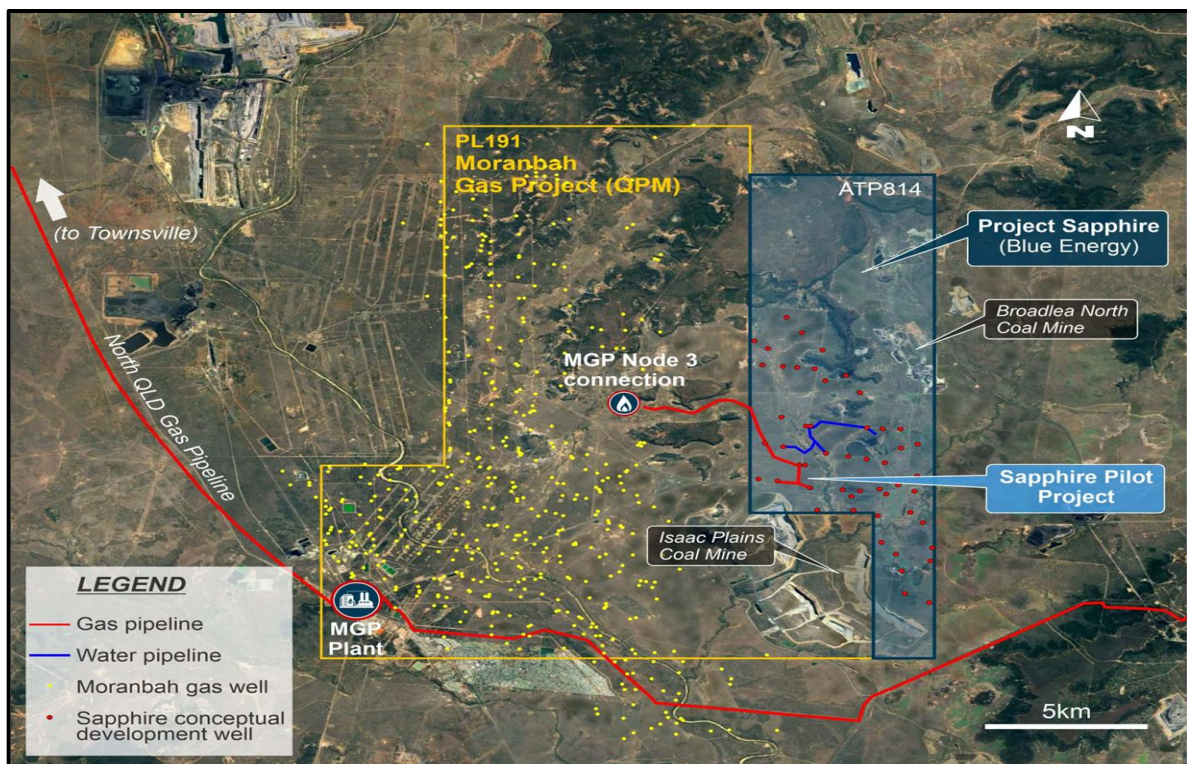 PL191
Moranbah
Gas Project (QPM)
ATP814
N
(to Townsville)
Project Sapphire
(Blue Energy)
Broadlea North
Coal Mine
MGP Node 3
connection
North QLD Gas Pipeline
Sapphire Pilot
Project
Isaac Plains
Coal Mine
MGP
Plant
LEGEND
Gas pipeline
Water pipeline
Moranbah gas well
Sapphire conceptual
development well
5km